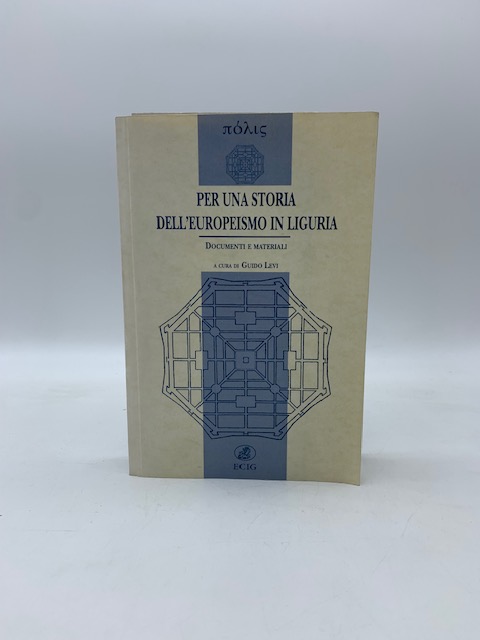 πόλις
PER UNA STORIA
DELL'EUROPEISMO IN LIGURIA
DOCUMENTI E MATERIALI
A CURA DI GUIDO LEVI
ECIG